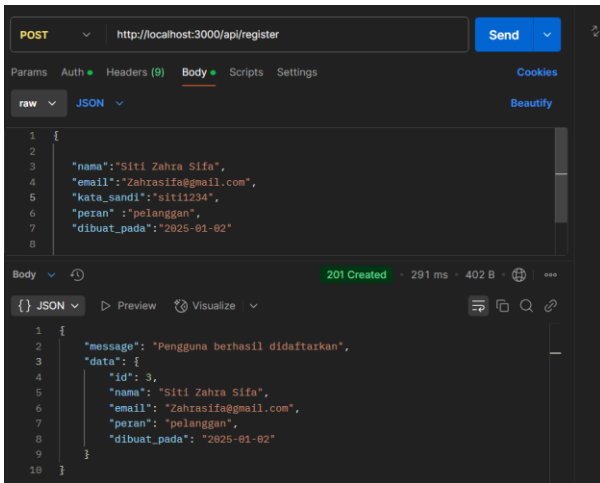 POST http://localhost:3000/api/register Send
Params Auth Headers (9) Body Scripts Settings Cookies
raw JSON Beautify
1 {
2
3 "nama":"Siti Zahra Sifa",
4 "email":"Zahrasifa@gmail.com",
5 "kata_sandi":"siti1234",
6 "peran" :"pelanggan",
7 "dibuat_pada":"2025-01-02"
8
Body 201 Created 291 ms 402 B
{} JSON Preview Visualize
1 {
2 "message": "Pengguna berhasil didaftarkan",
3 "data": {
4 "id": 3,
5 "nama": "Siti Zahra Sifa",
6 "email": "Zahrasifa@gmail.com",
7 "peran": "pelanggan",
8 "dibuat_pada": "2025-01-02"
9 }
10 }